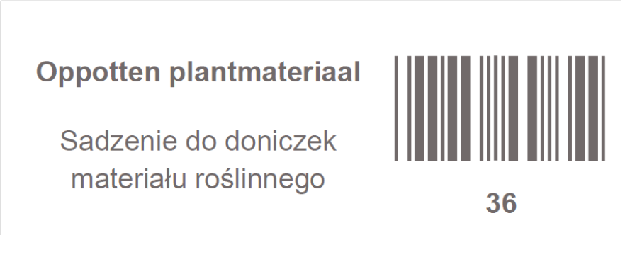 Oppotten plantmateriaal
Sadzenie do doniczek
materiału roślinnego
36